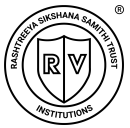 RASHTREEYA SIKSHANA SAMITHI TRUST
®
RV
INSTITUTIONS